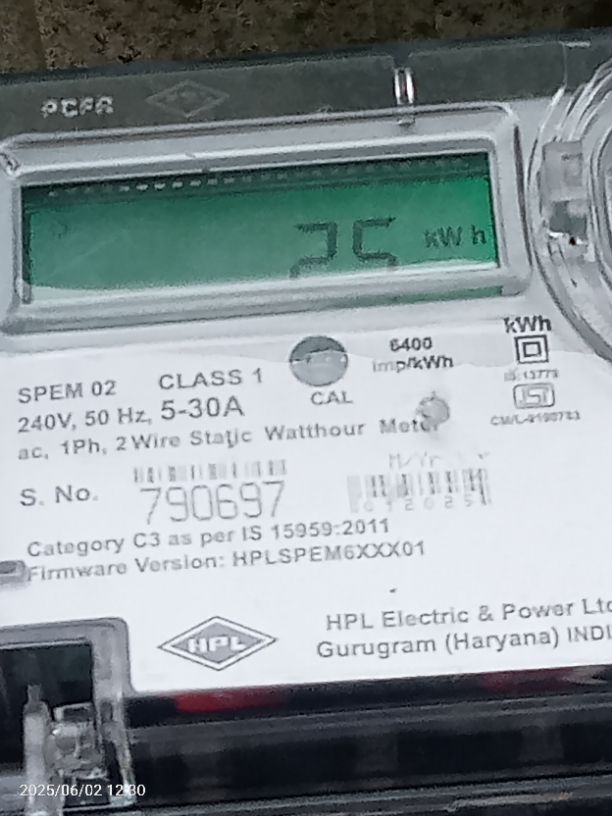 25 kWh
kWh
6400
imp/kWh
SPEM 02 CLASS 1
CAL
240V, 50 Hz, 5-30A
ac, 1Ph, 2 Wire Static Watthour Meter
S. No. 790697
Category C3 as per IS 15959:2011
Firmware Version: HPLSPEM6XXX01
HPL
HPL Electric & Power Ltd
Gurugram (Haryana) INDI
2025/06/02 12:30